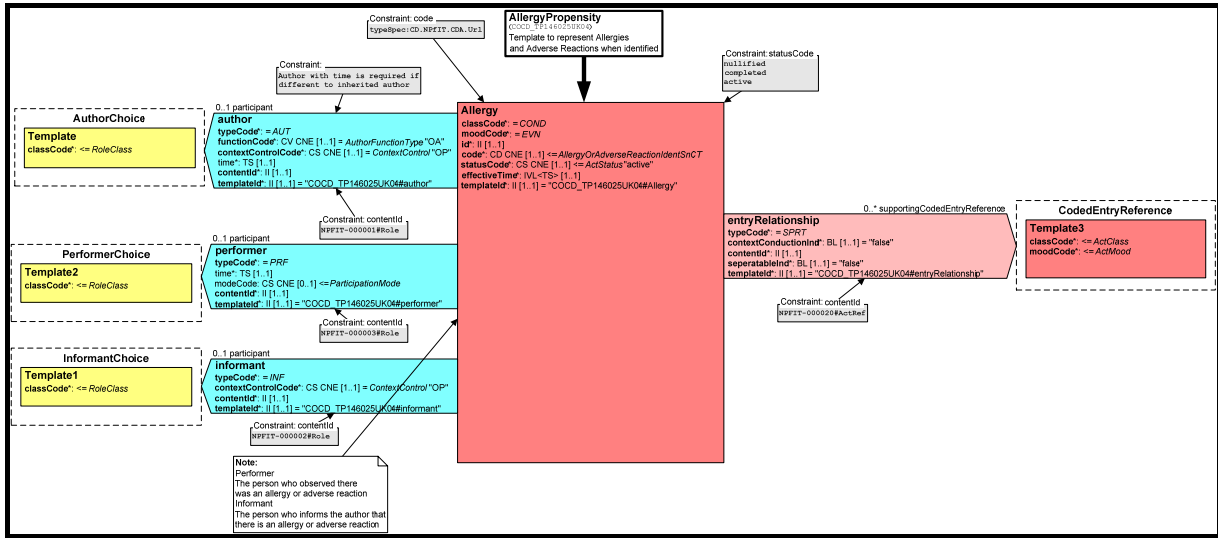 Constraint: code
typeSpec:CD.NPfIT.CDA.Url
AllergyPropensity
(COCD_TP146025UK04)
Template to represent Allergies
and Adverse Reactions when identified
Constraint: statusCode
nullified
completed
active
Constraint:
Author with time is required if
different to inherited author
AuthorChoice
Template
classCode*: <= RoleClass
0..1 participant
author
typeCode*: = AUT
functionCode*: CV CNE [1..1] = AuthorFunctionType "OA"
contextControlCode*: CS CNE [1..1] = ContextControl "OP"
time*: TS [1..1]
contentId*: II [1..1]
templateId*: II [1..1] = "COCD_TP146025UK04#author"
Constraint: contentId
NPFIT-000001#Role
Allergy
classCode*: = COND
moodCode*: = EVN
id*: II [1..1]
code*: CD CNE [1..1] <= AllergyOrAdverseReactionIdentSnCT
statusCode*: CS CNE [1..1] <= ActStatus "active"
effectiveTime*: IVL<TS> [1..1]
templateId*: II [1..1] = "COCD_TP146025UK04#Allergy"
0..* supportingCodedEntryReference
entryRelationship
typeCode*: = SPRT
contextConductionInd*: BL [1..1] = "false"
contentId*: II [1..1]
seperatableInd*: BL [1..1] = "false"
templateId*: II [1..1] = "COCD_TP146025UK04#entryRelationship"
Constraint: contentId
NPFIT-000020#ActRef
CodedEntryReference
Template3
classCode*: <= ActClass
moodCode*: <= ActMood
PerformerChoice
Template2
classCode*: <= RoleClass
0..1 participant
performer
typeCode*: = PRF
time*: TS [1..1]
modeCode: CS CNE [0..1] <= ParticipationMode
contentId*: II [1..1]
templateId*: II [1..1] = "COCD_TP146025UK04#performer"
Constraint: contentId
NPFIT-000003#Role
InformantChoice
Template1
classCode*: <= RoleClass
0..1 participant
informant
typeCode*: = INF
contextControlCode*: CS CNE [1..1] = ContextControl "OP"
contentId*: II [1..1]
templateId*: II [1..1] = "COCD_TP146025UK04#informant"
Constraint: contentId
NPFIT-000002#Role
Note:
Performer
The person who observed there
was an allergy or adverse reaction
Informant
The person who informs the author that
there is an allergy or adverse reaction